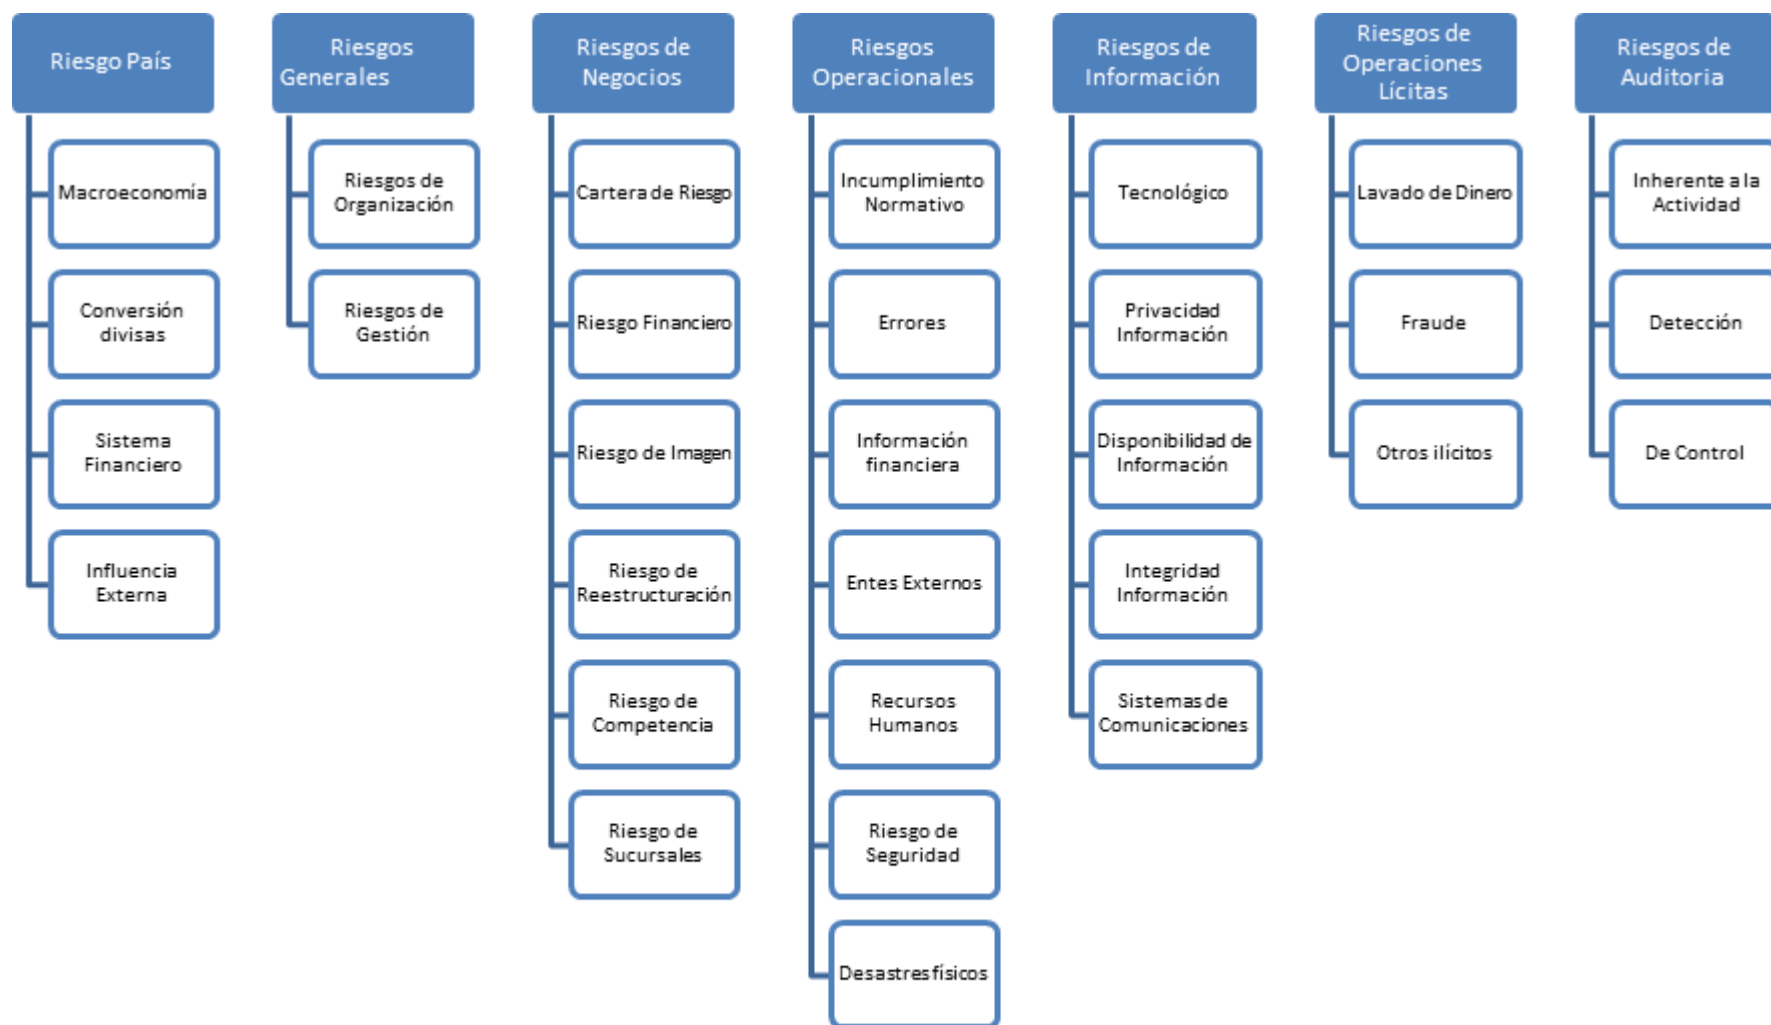 Riesgo País
Macroeconomía
Conversión
divisas
Sistema
Financiero
Influencia
Externa
Riesgos
Generales
Riesgos de
Organización
Riesgos de
Gestión
Riesgos de
Negocios
Cartera de Riesgo
Riesgo Financiero
Riesgo de Imagen
Riesgo de
Reestructuración
Riesgo de
Competencia
Riesgo de
Sucursales
Riesgos
Operacionales
Incumplimiento
Normativo
Errores
Información
financiera
Entes Externos
Recursos
Humanos
Riesgo de
Seguridad
Desastres físicos
Riesgos de
Información
Tecnológico
Privacidad
Información
Disponibilidad de
Información
Integridad
Información
Sistemas de
Comunicaciones
Riesgos de
Operaciones
Lícitas
Lavado de Dinero
Fraude
Otros ilícitos
Riesgos de
Auditoria
Inherente a la
Actividad
Detección
De Control